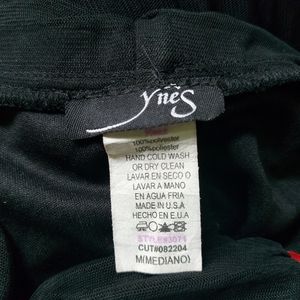 ynes
100%polyester
100%polyester
HAND COLD WASH
OR DRY CLEAN
LAVAR EN SECO O
LAVAR A MANO
EN AGUA FRIA
MADE IN U.S.A
HECHO EN E.U.A
STYLE#3071
CUT#082204
M(MEDIANO)